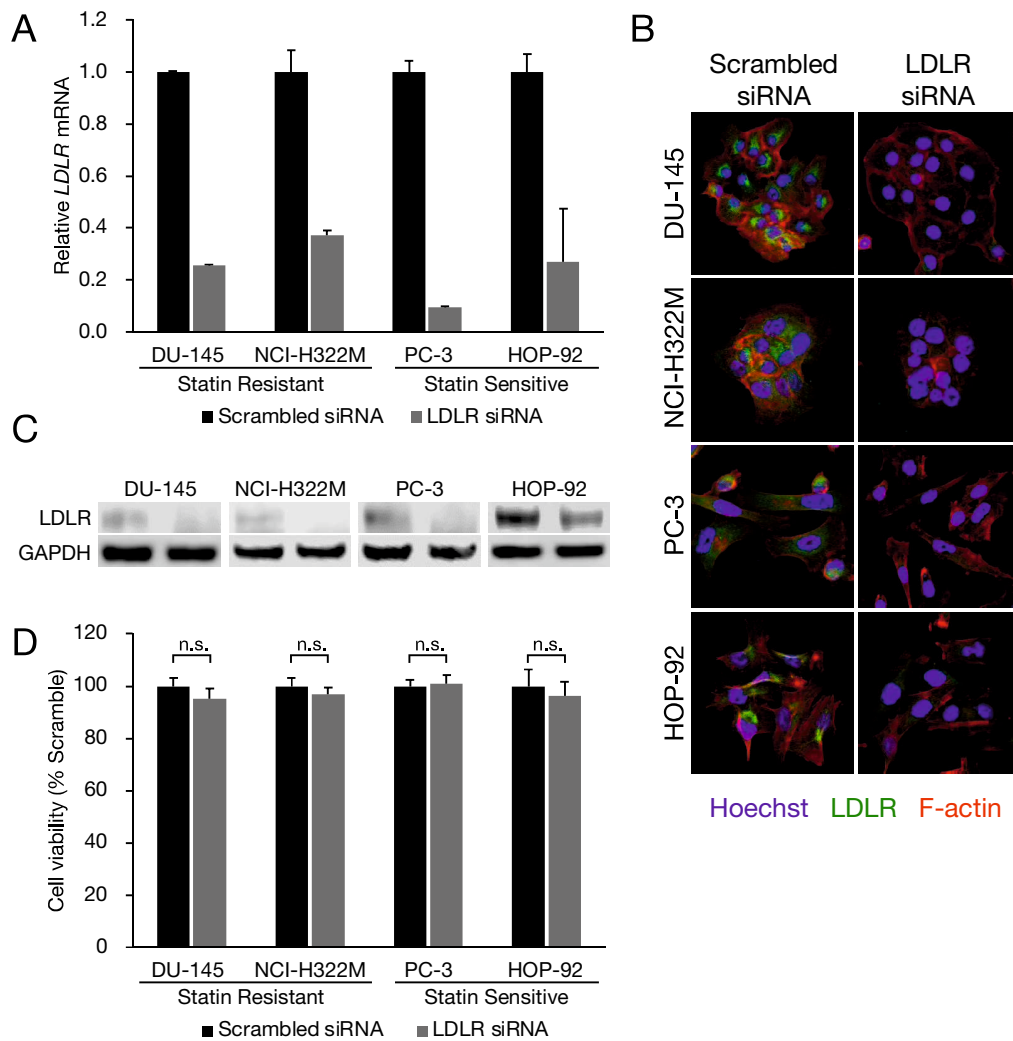 A
1.2
1.0
0.8
0.6
0.4
0.2
0.0
Relative LDLR mRNA
DU-145 NCI-H322M PC-3 HOP-92
Statin Resistant Statin Sensitive
Scrambled siRNA LDLR siRNA
B
Scrambled siRNA
LDLR siRNA
DU-145
NCI-H322M
PC-3
HOP-92
Hoechst LDLR F-actin
C
DU-145 NCI-H322M PC-3 HOP-92
LDLR
GAPDH
D
120
100
80
60
40
20
0
Cell viability (% Scramble)
n.s. n.s. n.s. n.s.
DU-145 NCI-H322M PC-3 HOP-92
Statin Resistant Statin Sensitive
Scrambled siRNA LDLR siRNA